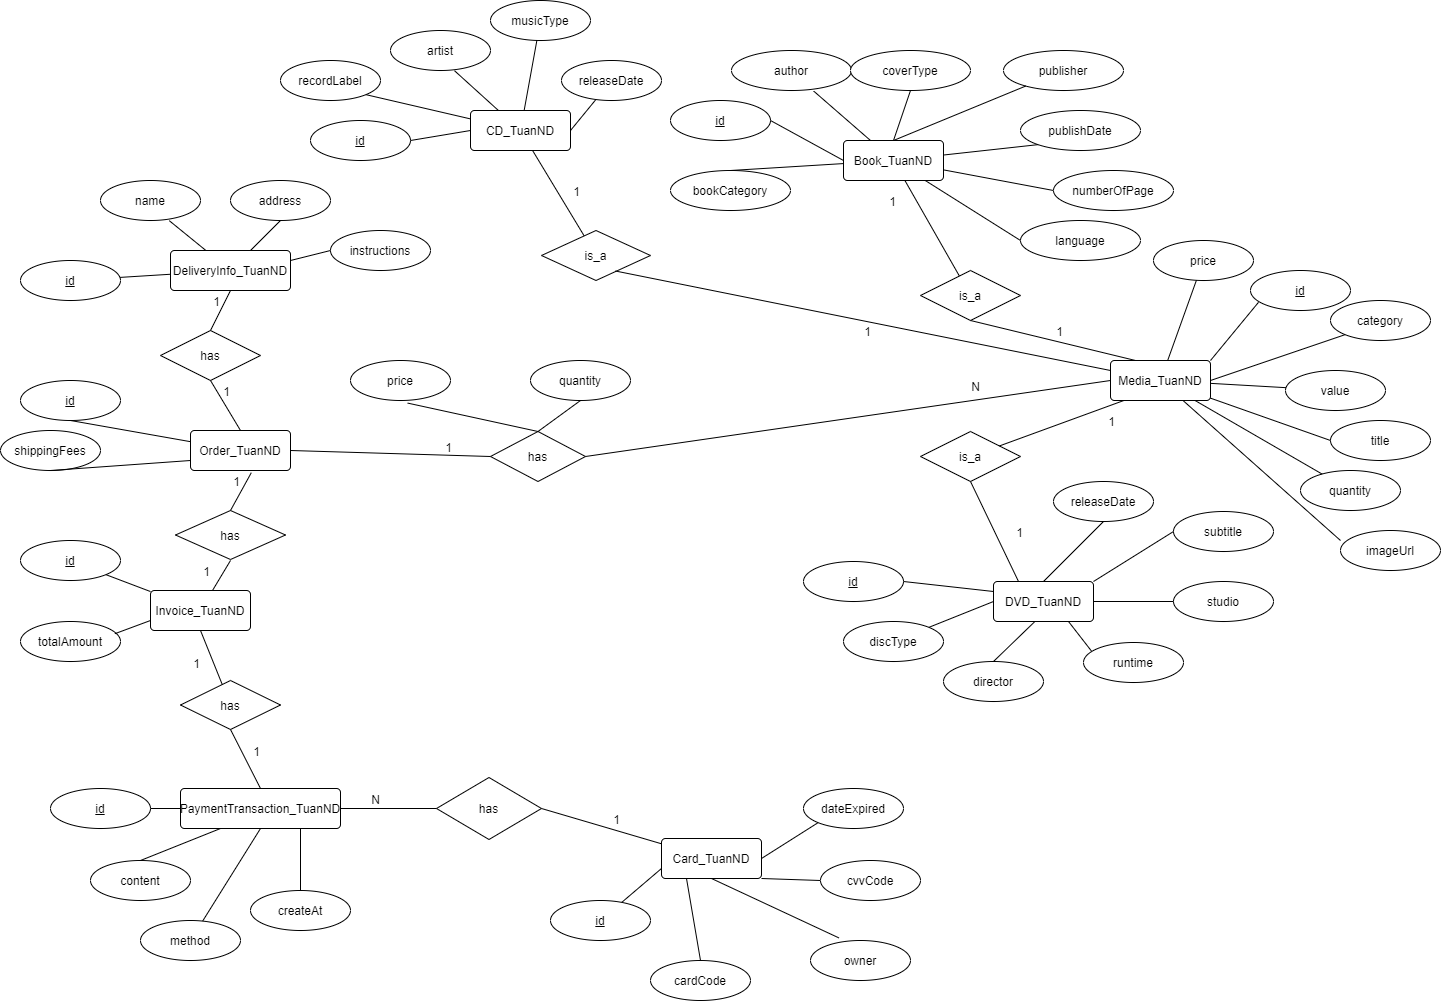 musicType
artist
recordLabel
releaseDate
CD_TuanND
id
author
coverType
publisher
id
publishDate
Book_TuanND
bookCategory
numberOfPage
language
1
1
name
address
instructions
DeliveryInfo_TuanND
id
is_a
price
id
is_a
category
1
1
1
has
Media_TuanND
value
price
quantity
N
1
id
title
shippingFees
Order_TuanND
1
has
1
is_a
quantity
1
releaseDate
subtitle
imageUrl
has
1
id
1
id
DVD_TuanND
studio
Invoice_TuanND
totalAmount
discType
runtime
director
1
has
1
id
PaymentTransaction_TuanND
N
has
1
dateExpired
Card_TuanND
content
cvvCode
createAt
id
method
owner
cardCode